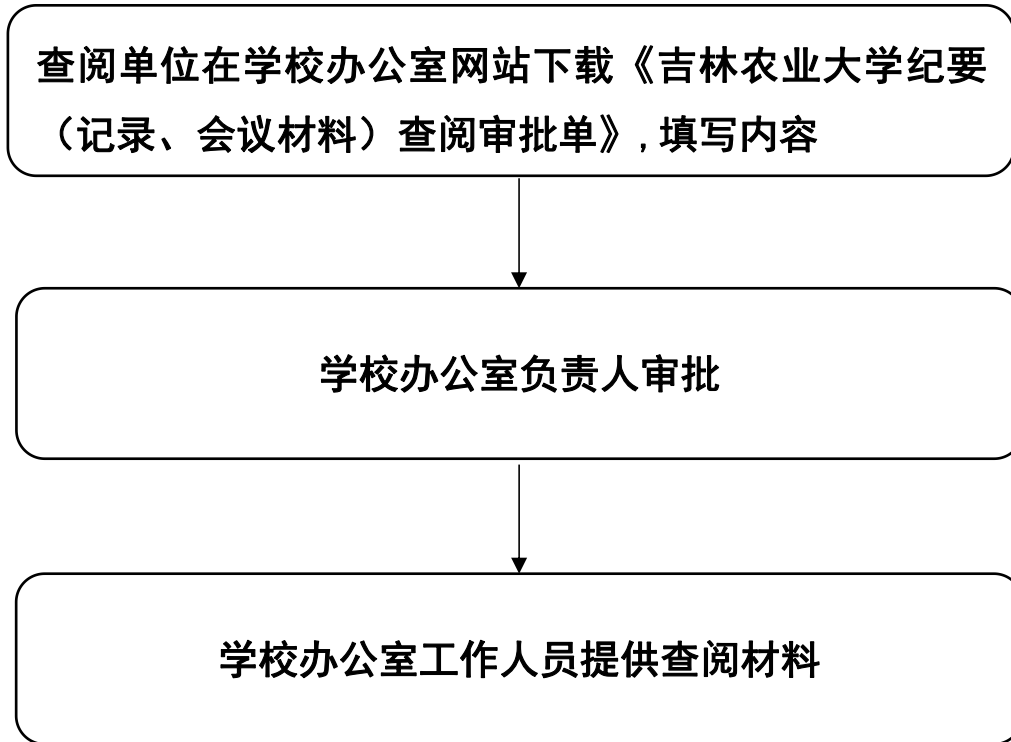 查阅单位在学校办公室网站下载《吉林农业大学纪要
（记录、会议材料）查阅审批单》,填写内容
学校办公室负责人审批
学校办公室工作人员提供查阅材料